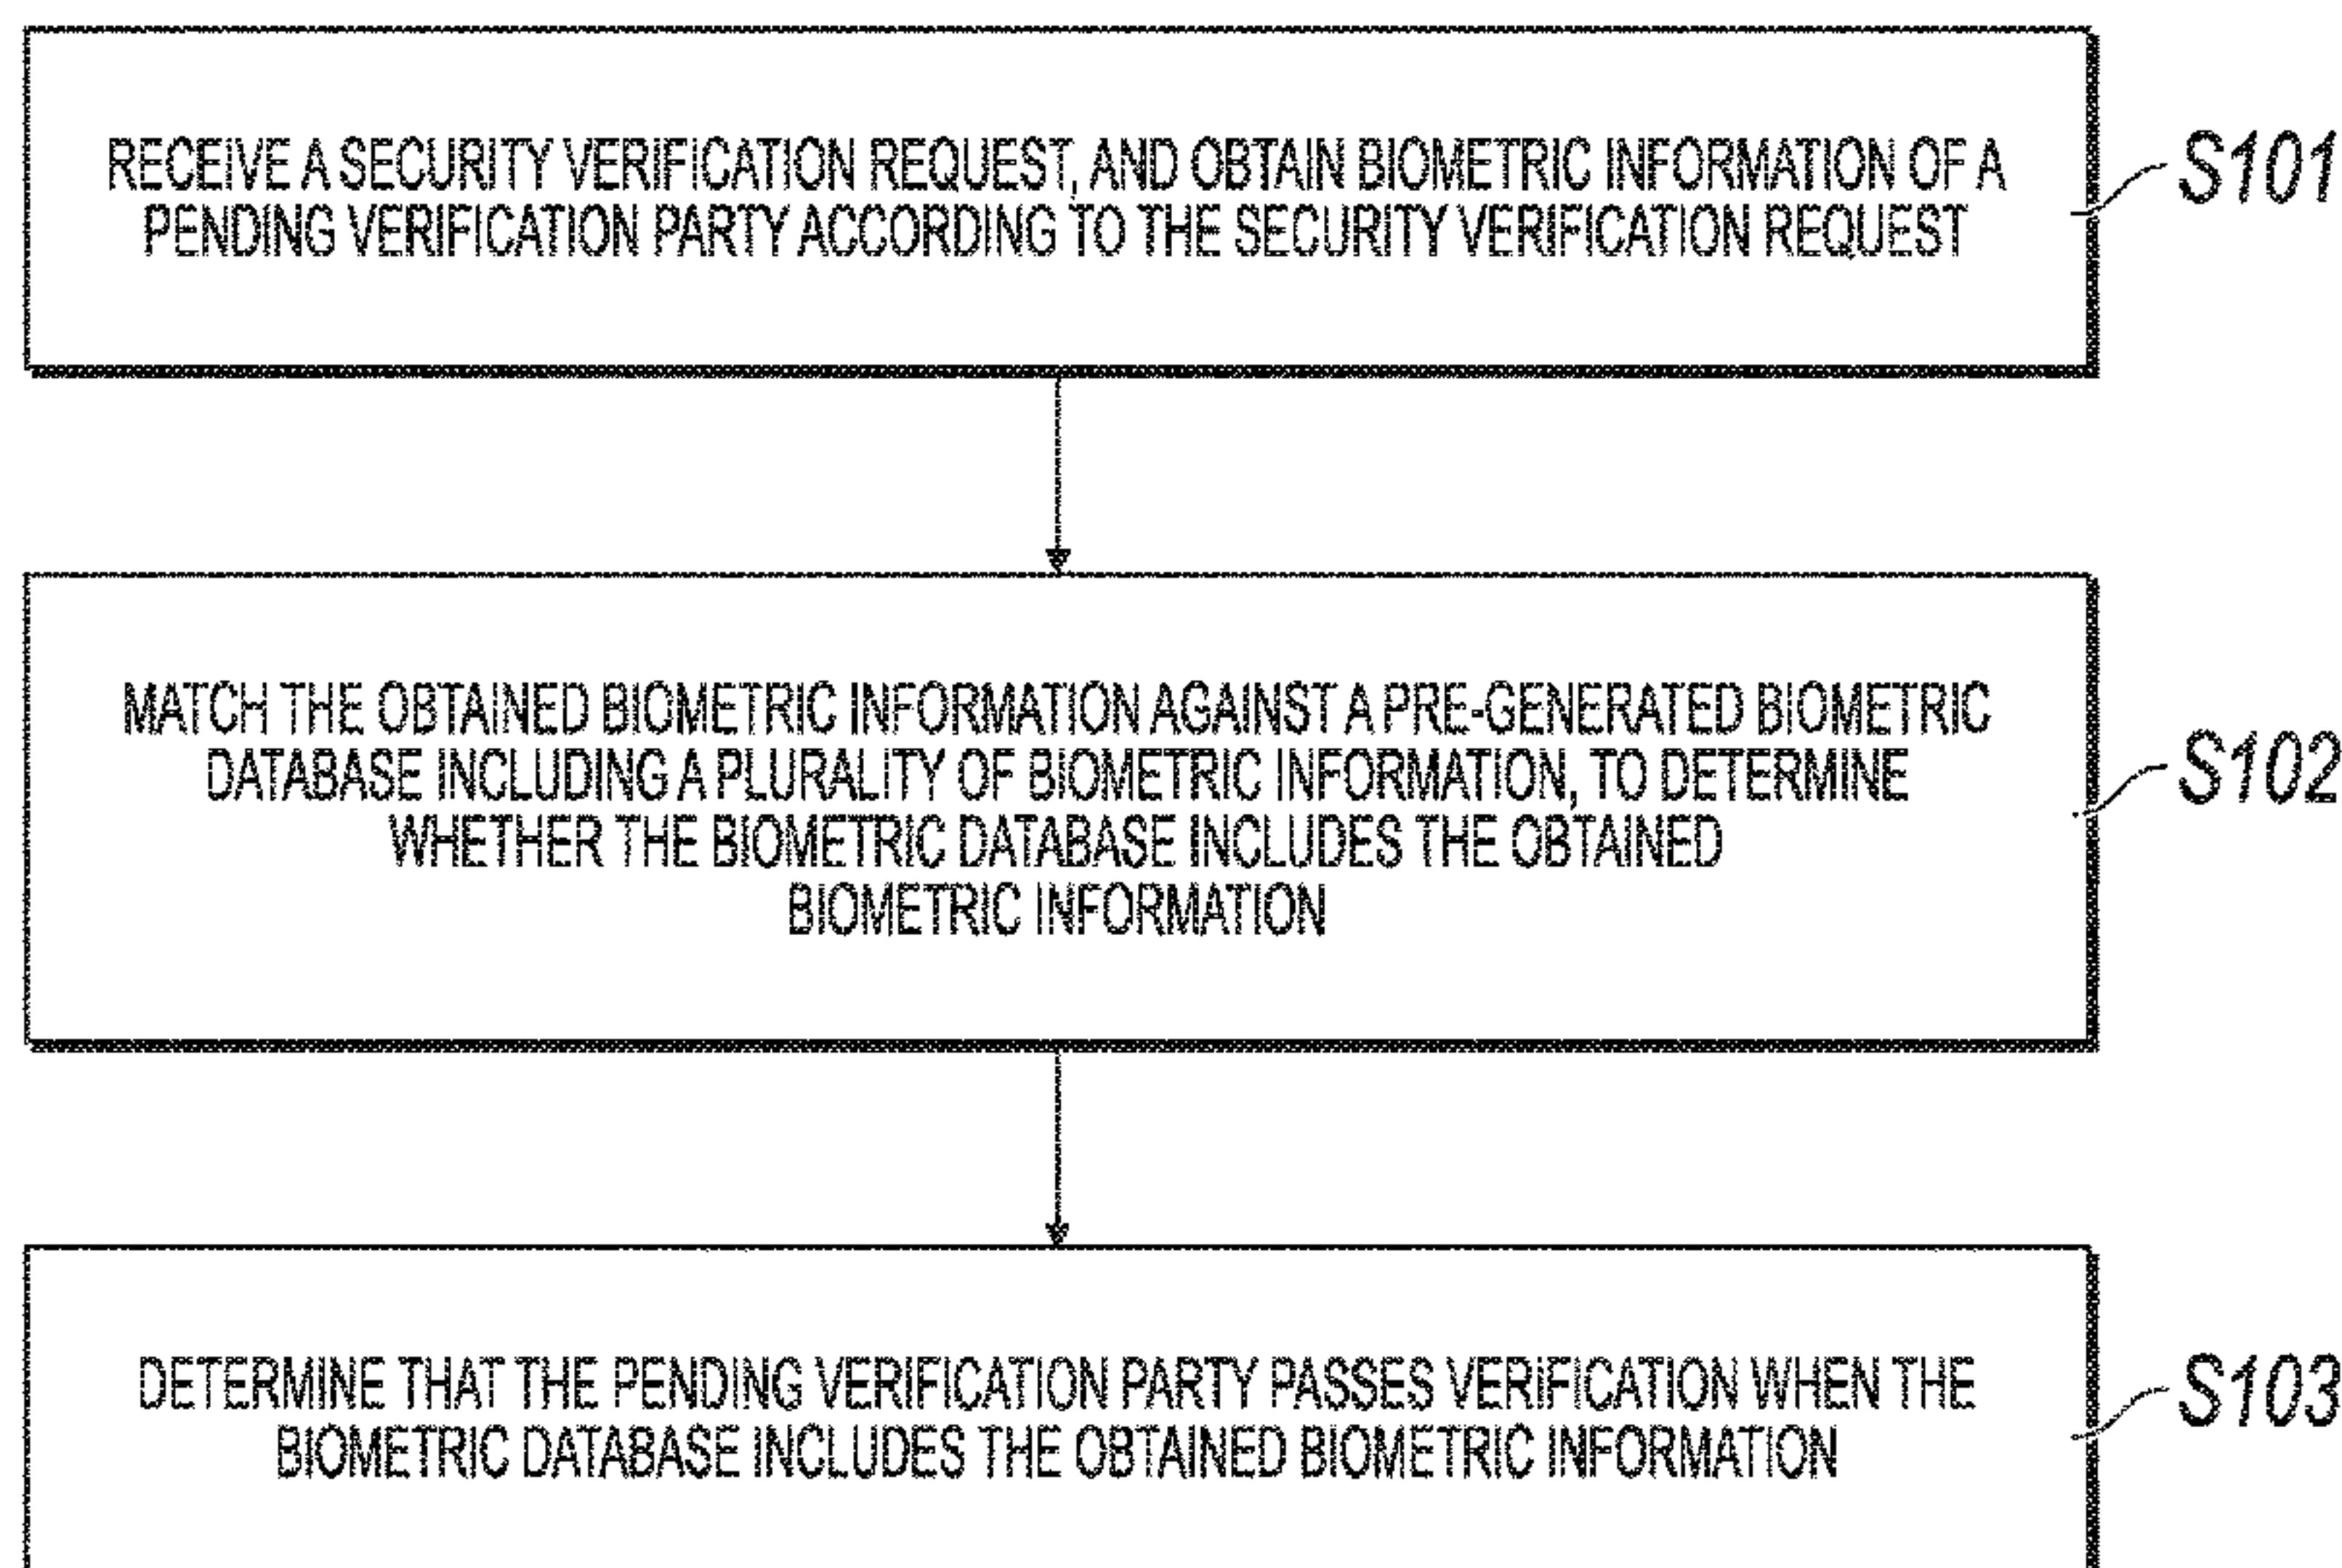 RECEIVE A SECURITY VERIFICATION REQUEST, AND OBTAIN BIOMETRIC INFORMATION OF A
PENDING VERIFICATION PARTY ACCORDING TO THE SECURITY VERIFICATION REQUEST
S101
MATCH THE OBTAINED BIOMETRIC INFORMATION AGAINST A PRE-GENERATED BIOMETRIC
DATABASE INCLUDING A PLURALITY OF BIOMETRIC INFORMATION, TO DETERMINE
WHETHER THE BIOMETRIC DATABASE INCLUDES THE OBTAINED
BIOMETRIC INFORMATION
S102
DETERMINE THAT THE PENDING VERIFICATION PARTY PASSES VERIFICATION WHEN THE
BIOMETRIC DATABASE INCLUDES THE OBTAINED BIOMETRIC INFORMATION
S103